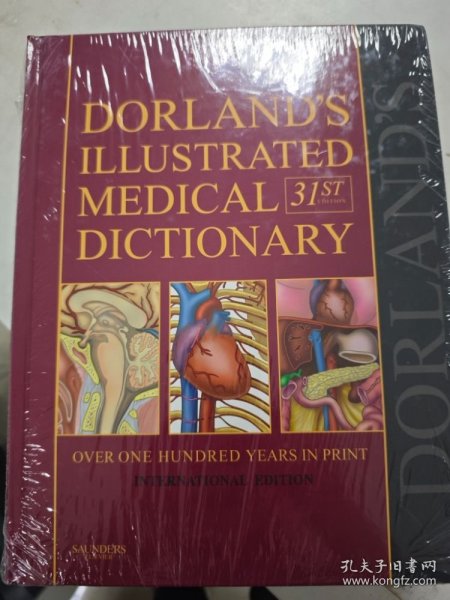 DORLAND'S
ILLUSTRATED
MEDICAL
31ST
EDITION
DICTIONARY
OVER ONE HUNDRED YEARS IN PRINT
INTERNATIONAL EDITION
SAUNDERS
ELSEVIER
DORLAND'S
孔夫子旧书网
www.kongfz.com